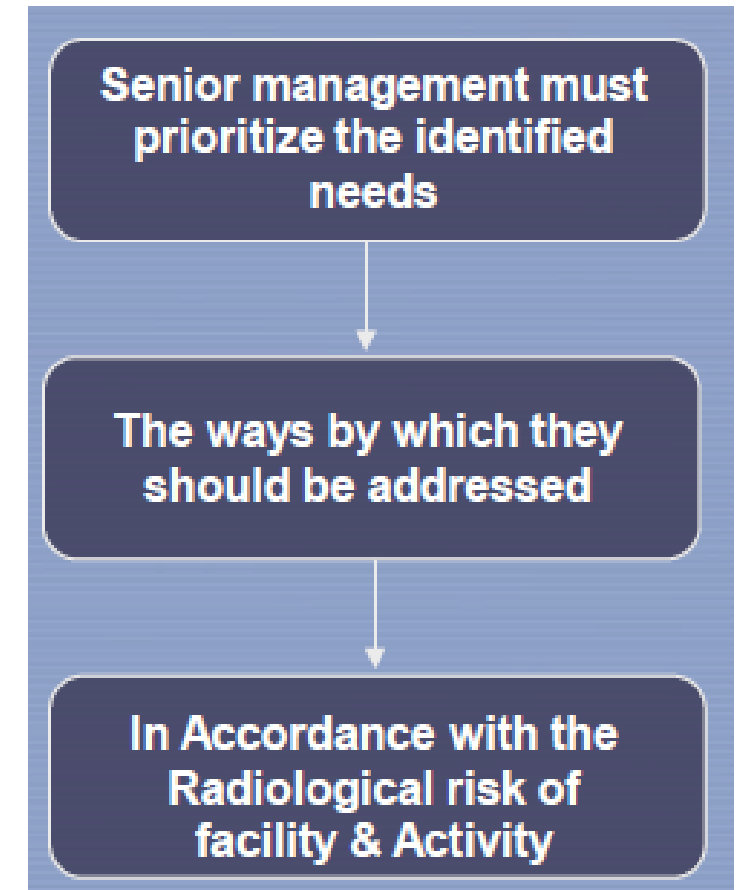 Senior management must
prioritize the identified
needs
The ways by which they
should be addressed
In Accordance with the
Radiological risk of
facility & Activity